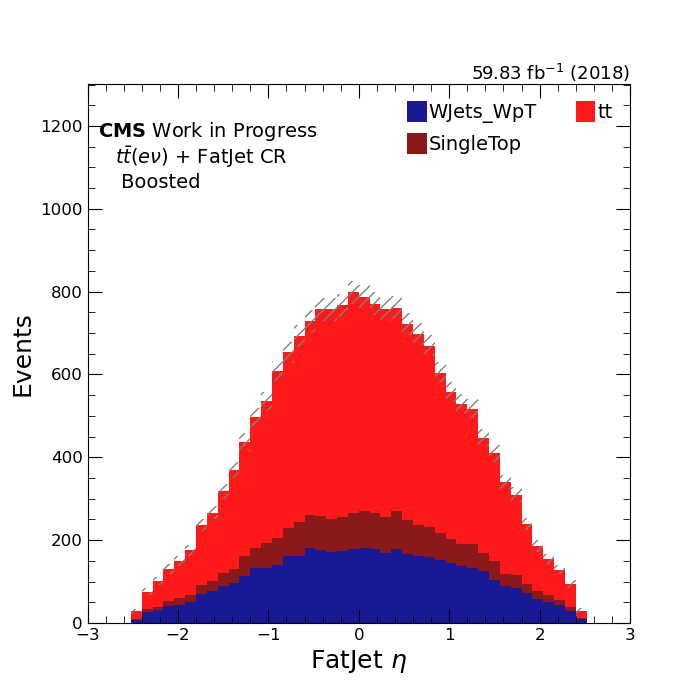 59.83 fb⁻¹ (2018)
CMS Work in Progress
tt̄(eν) + FatJet CR
Boosted
WJets_WpT
tt
SingleTop
Events
1200
1000
800
600
400
200
0
−3 −2 −1 0 1 2 3
FatJet η